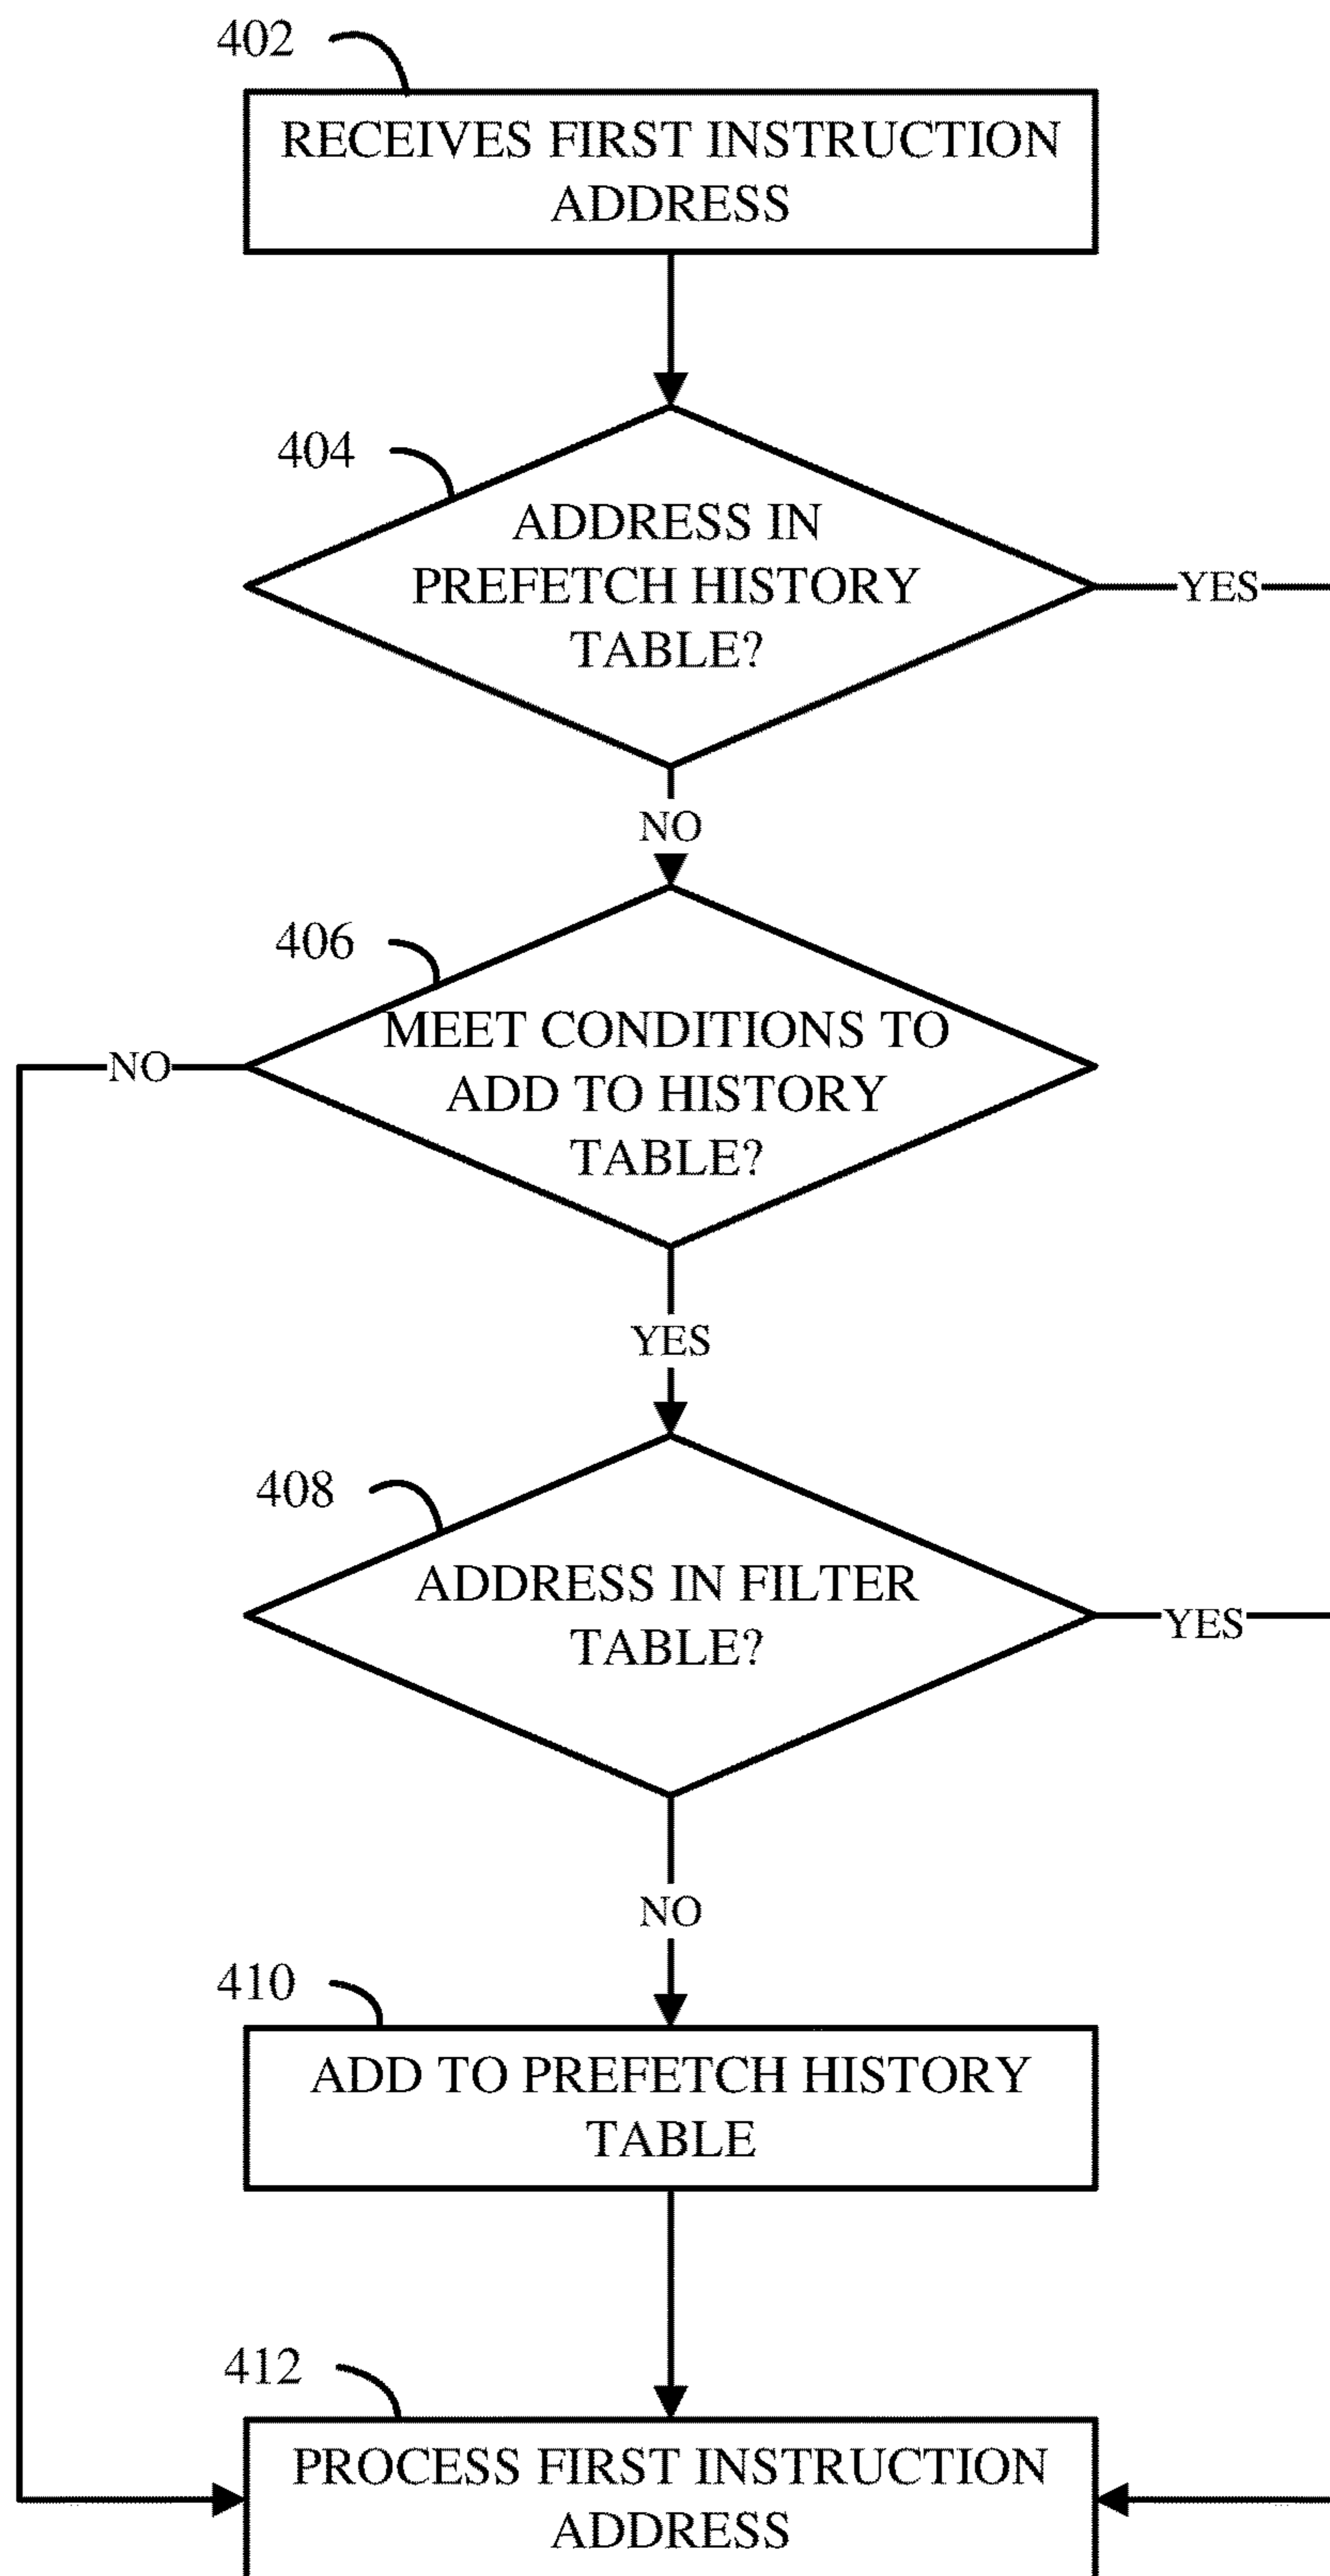 402
RECEIVES FIRST INSTRUCTION
ADDRESS
404
ADDRESS IN
PREFETCH HISTORY
TABLE?
YES
NO
406
MEET CONDITIONS TO
ADD TO HISTORY
TABLE?
NO
YES
408
ADDRESS IN FILTER
TABLE?
YES
NO
410
ADD TO PREFETCH HISTORY
TABLE
412
PROCESS FIRST INSTRUCTION
ADDRESS